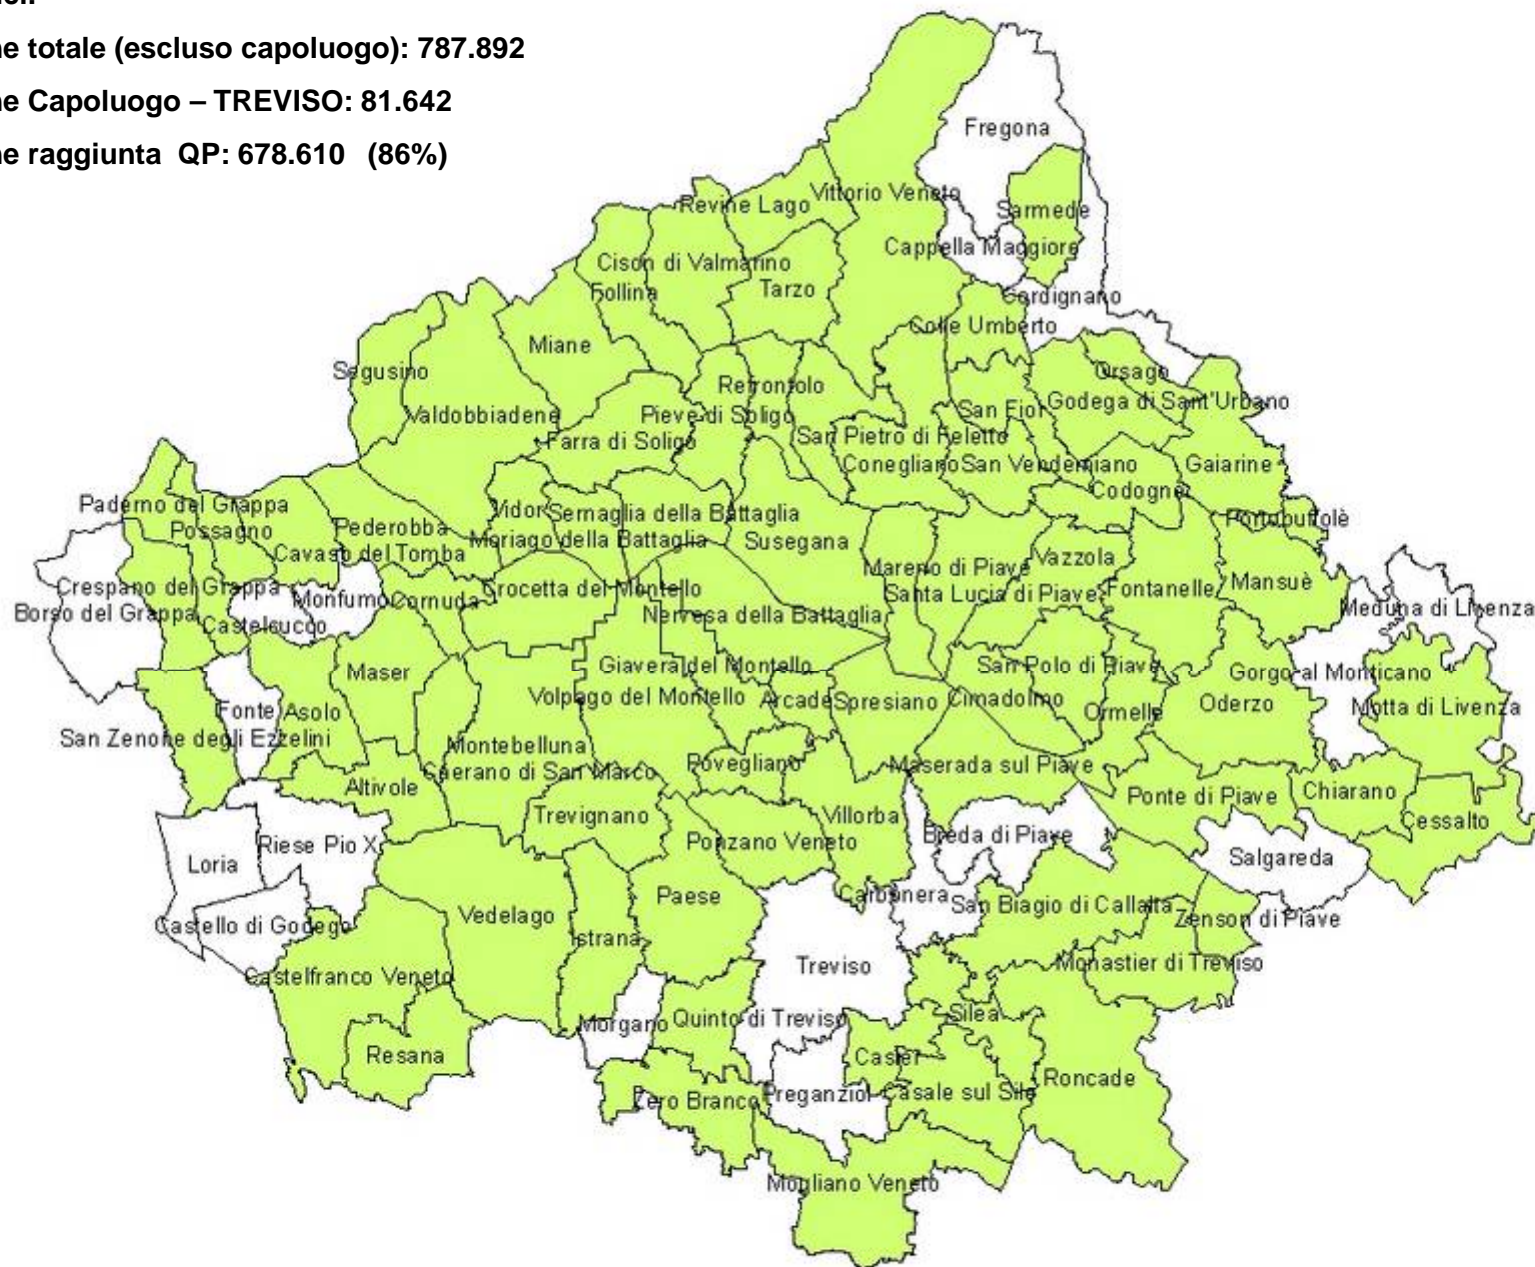 ne totale (escluso capoluogo): 787.892
ne Capoluogo – TREVISO: 81.642
ne raggiunta QP: 678.610 (86%)
Fregona
Revine Lago
Vittorio Veneto
Sarmede
Cappella Maggiore
Cison di Valmarino
Follina
Tarzo
Cordignano
Colle Umberto
Miane
Segusino
Orsago
Refrontolo
Godega di Sant'Urbano
San Fior
Valdobbiadene
Pieve di Soligo
Farra di Soligo
San Pietro di Feletto
Conegliano
San Vendemiano
Gaiarine
Codognè
Paderno del Grappa
Possagno
Pederobba
Vidor
Sernaglia della Battaglia
Portobuffolè
Cavaso del Tomba
Moriago della Battaglia
Susegana
Vazzola
Mareno di Piave
Crespano del Grappa
Borso del Grappa
Monfumo
Cornuda
Crocetta del Montello
Santa Lucia di Piave
Fontanelle
Mansuè
Meduna di Livenza
Castelcucco
Nervesa della Battaglia
Maser
Giavera del Montello
San Polo di Piave
Gorgo al Monticano
Fonte
Asolo
Volpago del Montello
Arcade
Spresiano
Cimadolmo
Ormelle
Oderzo
Motta di Livenza
San Zenone degli Ezzelini
Montebelluna
Caerano di San Marco
Povegliano
Maserada sul Piave
Altivole
Ponte di Piave
Chiarano
Trevignano
Villorba
Cessalto
Riese Pio X
Ponzano Veneto
Breda di Piave
Loria
Salgareda
Paese
Carbonera
Castello di Godego
Vedelago
San Biagio di Callalta
Zenson di Piave
Istrana
Treviso
Monastier di Treviso
Castelfranco Veneto
Morgano
Quinto di Treviso
Silea
Resana
Casier
Roncade
Zero Branco
Preganziol
Casale sul Sile
Mogliano Veneto